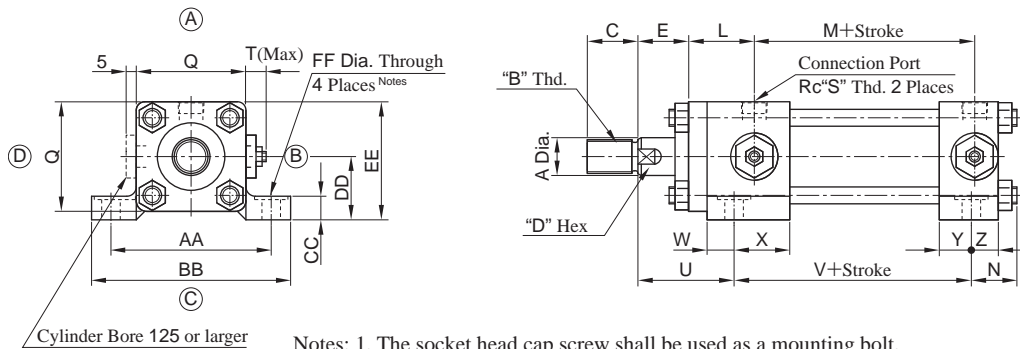 A
T(Max)
FF Dia. Through
4 Places Notes
5
Q
Q
D
B
EE
DD
CC
AA
BB
C
Cylinder Bore 125 or larger
C
E
L
M+Stroke
"B" Thd.
Connection Port
Rc"S" Thd. 2 Places
A Dia.
"D" Hex
W
X
Y
Z
U
V+Stroke
N
Notes: 1. The socket head cap screw shall be used as a mounting bolt.